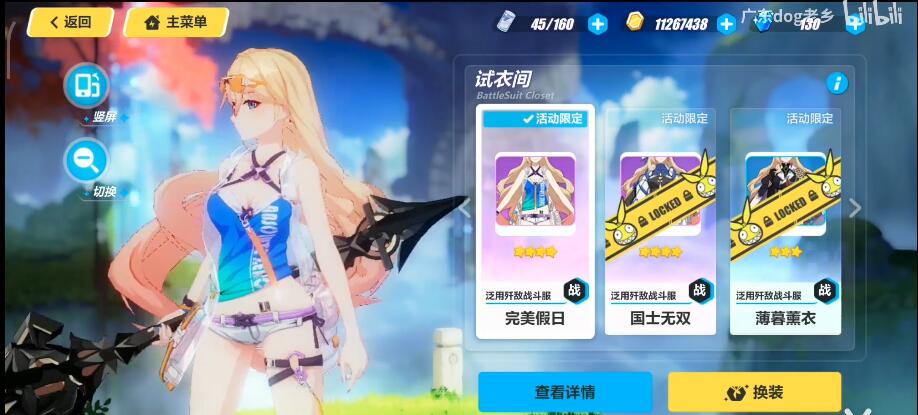 返回
主菜单
45/160
11267438
130
广东dog老乡
bilibili
竖屏
切换
试衣间
BattleSuit Closet
活动限定
活动限定
活动限定
LOCKED
LOCKED
战
战
战
泛用歼敌战斗服
泛用歼敌战斗服
泛用歼敌战斗服
完美假日
国士无双
薄暮薰衣
查看详情
换装